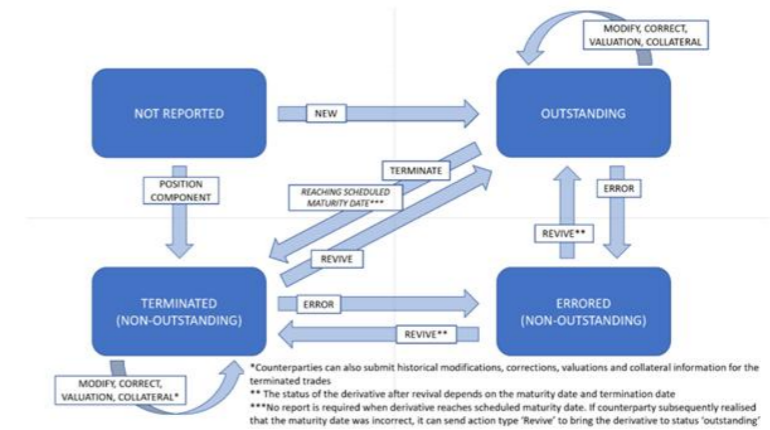 MODIFY, CORRECT,
VALUATION, COLLATERAL
NOT REPORTED
NEW
OUTSTANDING
POSITION
COMPONENT
TERMINATE
REACHING SCHEDULED
MATURITY DATE***
REVIVE
ERROR
REVIVE**
TERMINATED
(NON-OUTSTANDING)
ERROR
REVIVE**
ERRORED
(NON-OUTSTANDING)
MODIFY, CORRECT,
VALUATION, COLLATERAL*
*Counterparties can also submit historical modifications, corrections, valuations and collateral information for the
terminated trades
** The status of the derivative after revival depends on the maturity date and termination date
***No report is required when derivative reaches scheduled maturity date. If counterparty subsequently realised
that the maturity date was incorrect, it can send action type ‘Revive’ to bring the derivative to status ‘outstanding’